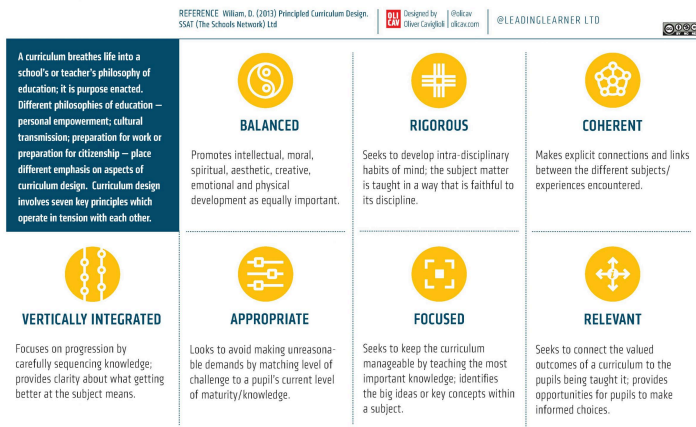 REFERENCE Wiliam, D. (2013) Principled Curriculum Design.
SSAT (The Schools Network) Ltd
OLI
CAV
Designed by
Oliver Caviglioli
@olicav
olicav.com
@LEADINGLEARNER LTD
A curriculum breathes life into a
school's or teacher's philosophy of
education; it is purpose enacted.
Different philosophies of education —
personal empowerment; cultural
transmission; preparation for work or
preparation for citizenship — place
different emphasis on aspects of
curriculum design. Curriculum design
involves seven key principles which
operate in tension with each other.
BALANCED
Promotes intellectual, moral,
spiritual, aesthetic, creative,
emotional and physical
development as equally important.
RIGOROUS
Seeks to develop intra-disciplinary
habits of mind; the subject matter
is taught in a way that is faithful to
its discipline.
COHERENT
Makes explicit connections and links
between the different subjects/
experiences encountered.
VERTICALLY INTEGRATED
Focuses on progression by
carefully sequencing knowledge;
provides clarity about what getting
better at the subject means.
APPROPRIATE
Looks to avoid making unreasona-
ble demands by matching level of
challenge to a pupil's current level
of maturity/knowledge.
FOCUSED
Seeks to keep the curriculum
manageable by teaching the most
important knowledge; identifies
the big ideas or key concepts within
a subject.
RELEVANT
Seeks to connect the valued
outcomes of a curriculum to the
pupils being taught it; provides
opportunities for pupils to make
informed choices.